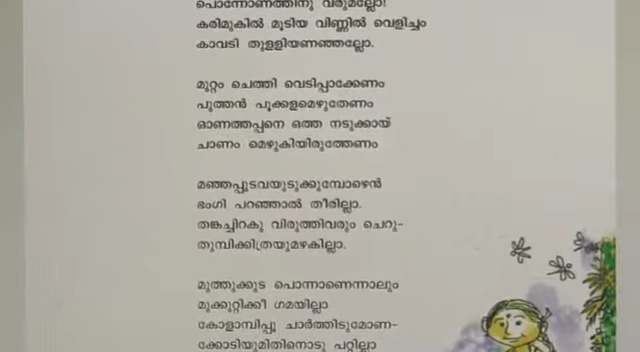 പൊന്നോണത്തിനു വരുമല്ലോ!
കരിമുകിൽ മൂടിയ വിണ്ണിൽ വെളിച്ചം
കാവടി തുള്ളിയണഞ്ഞല്ലോ.
മുറ്റം ചെത്തി വെടിപ്പാക്കേണം
പുത്തൻ പൂക്കളമെഴുതേണം
ഓണത്തപ്പനെ ഒത്ത നടുക്കായ്
ചാണം മെഴുകിയിരുത്തേണം
മഞ്ഞപ്പുടവയുടുക്കുമ്പോഴെൻ
ഭംഗി പറഞ്ഞാൽ തീരില്ലാ.
തങ്കച്ചിറകു വിരുത്തിവരും ചെറു-
തുമ്പിക്കിത്രയുമഴകില്ലാ.
മുത്തുക്കുട പൊന്നാണെന്നാലും
മുക്കുറ്റിക്കീ ഗമയില്ലാ
കോളാമ്പിപ്പൂ ചാർത്തിടുമോണ-
ക്കോടിയുമിതിനൊടു പറ്റില്ലാ